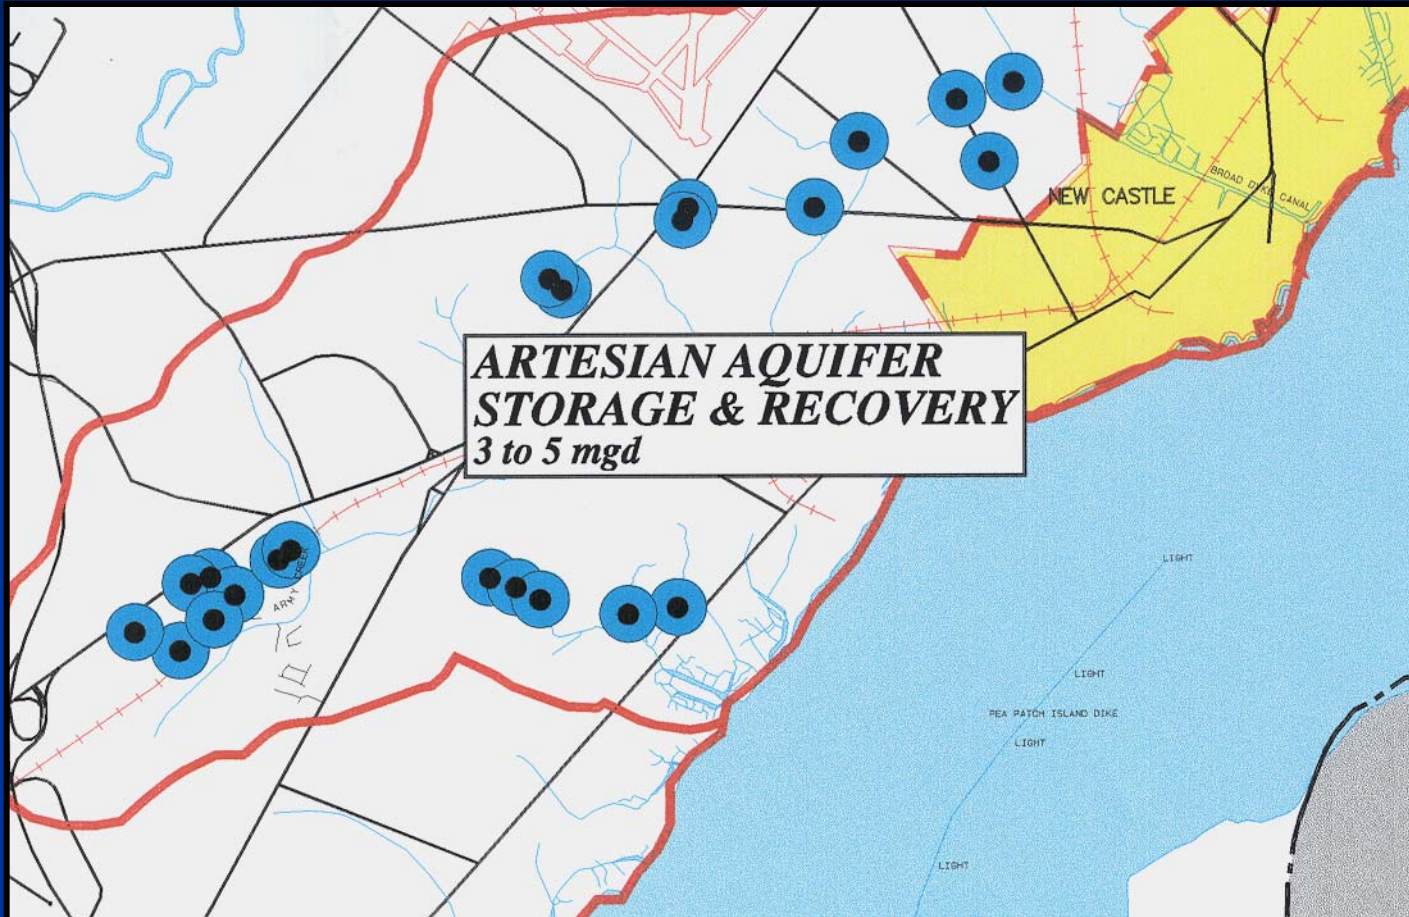 BROAD DYKE CANAL
NEW CASTLE
ARTESIAN AQUIFER
STORAGE & RECOVERY
3 to 5 mgd
ARMY CREEK
LIGHT
LIGHT
PEA PATCH ISLAND DIKE
LIGHT
LIGHT